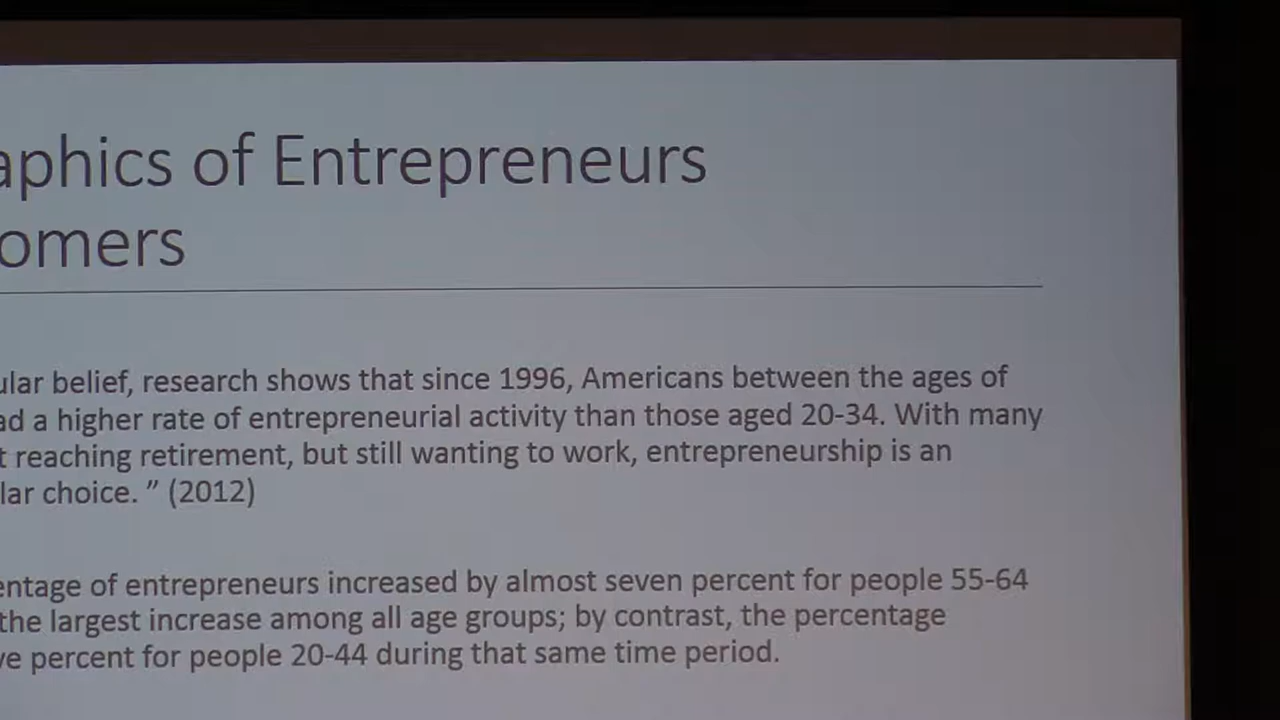 aphics of Entrepreneurs
omers
ular belief, research shows that since 1996, Americans between the ages of
ad a higher rate of entrepreneurial activity than those aged 20-34. With many
t reaching retirement, but still wanting to work, entrepreneurship is an
lar choice. ” (2012)
entage of entrepreneurs increased by almost seven percent for people 55-64
the largest increase among all age groups; by contrast, the percentage
ve percent for people 20-44 during that same time period.